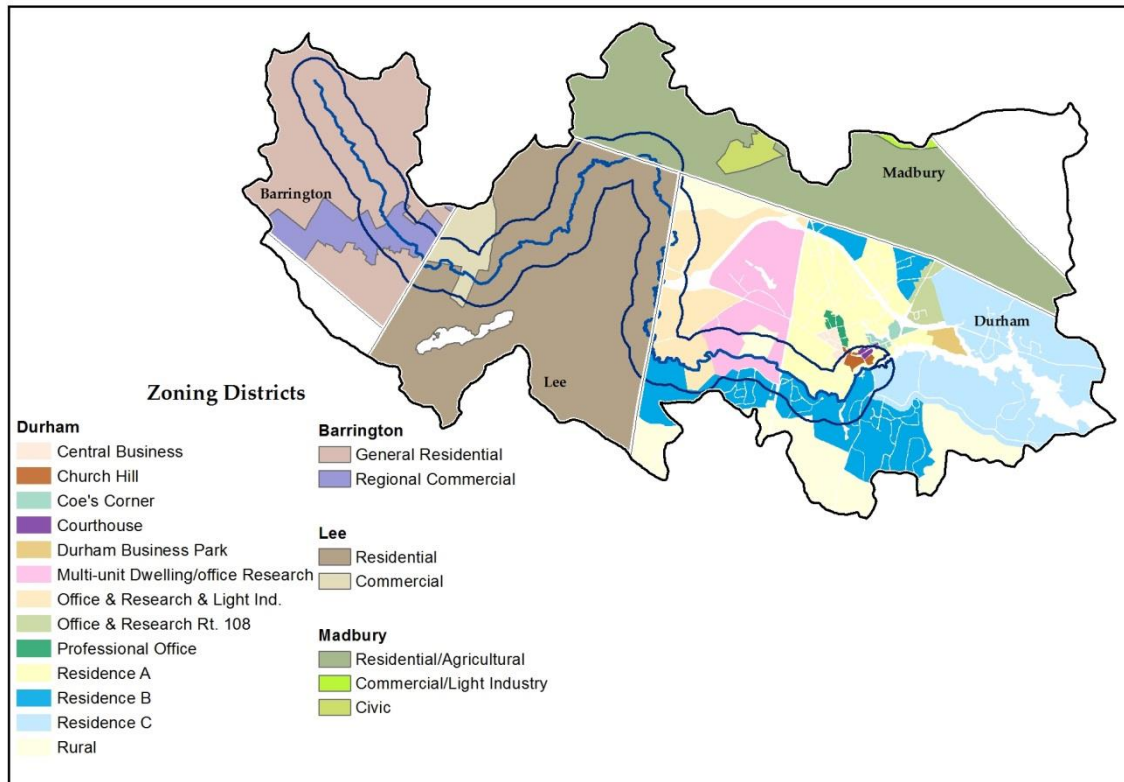 Barrington
Madbury
Durham
Lee
Zoning Districts
Durham
Central Business
Church Hill
Coe's Corner
Courthouse
Durham Business Park
Multi-unit Dwelling/office Research
Office & Research & Light Ind.
Office & Research Rt. 108
Professional Office
Residence A
Residence B
Residence C
Rural
Barrington
General Residential
Regional Commercial
Lee
Residential
Commercial
Madbury
Residential/Agricultural
Commercial/Light Industry
Civic